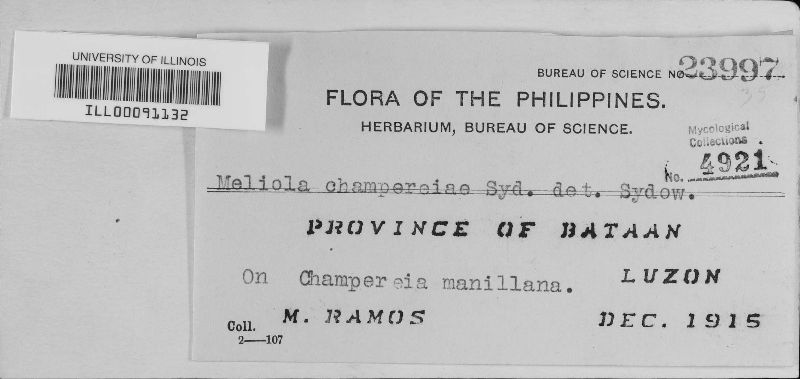 UNIVERSITY OF ILLINOIS
ILL00091132
BUREAU OF SCIENCE NO 23997
35
FLORA OF THE PHILIPPINES.
HERBARIUM, BUREAU OF SCIENCE.
Mycological
Collections
No. 4921
Meliola champereiae Syd. det. Sydow.
PROVINCE OF BATAAN
On Champereia manillana. LUZON
Coll. M. RAMOS DEC. 1915
2—107